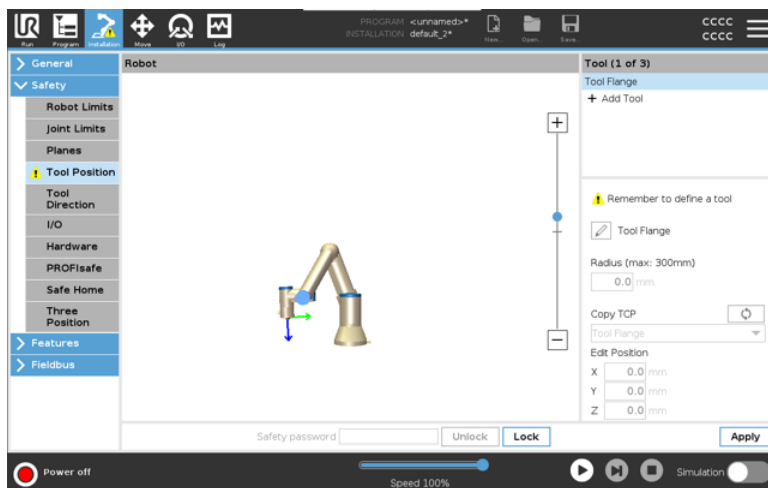 UR
PROGRAM <unnamed>*
INSTALLATION default_2*
CCCC
CCCC
Run
Program
Installation
Move
I/O
Log
New...
Open...
Save...
General
Safety
Robot Limits
Joint Limits
Planes
Tool Position
Tool
Direction
I/O
Hardware
PROFIsafe
Safe Home
Three
Position
Features
Fieldbus
Robot
Tool (1 of 3)
Tool Flange
+ Add Tool
Remember to define a tool
Tool Flange
Radius (max: 300mm)
0.0 mm
Copy TCP
Tool Flange
Edit Position
X 0.0 mm
Y 0.0 mm
Z 0.0 mm
Safety password
Unlock
Lock
Apply
Power off
Speed 100%
Simulation